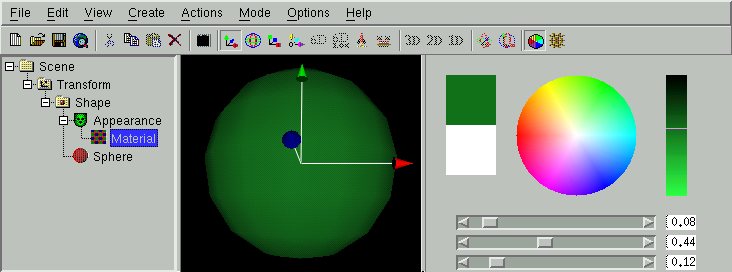 File Edit View Create Actions Mode Options Help
3D 2D 1D
Scene
Transform
Shape
Appearance
Material
Sphere
0.08
0.44
0.12